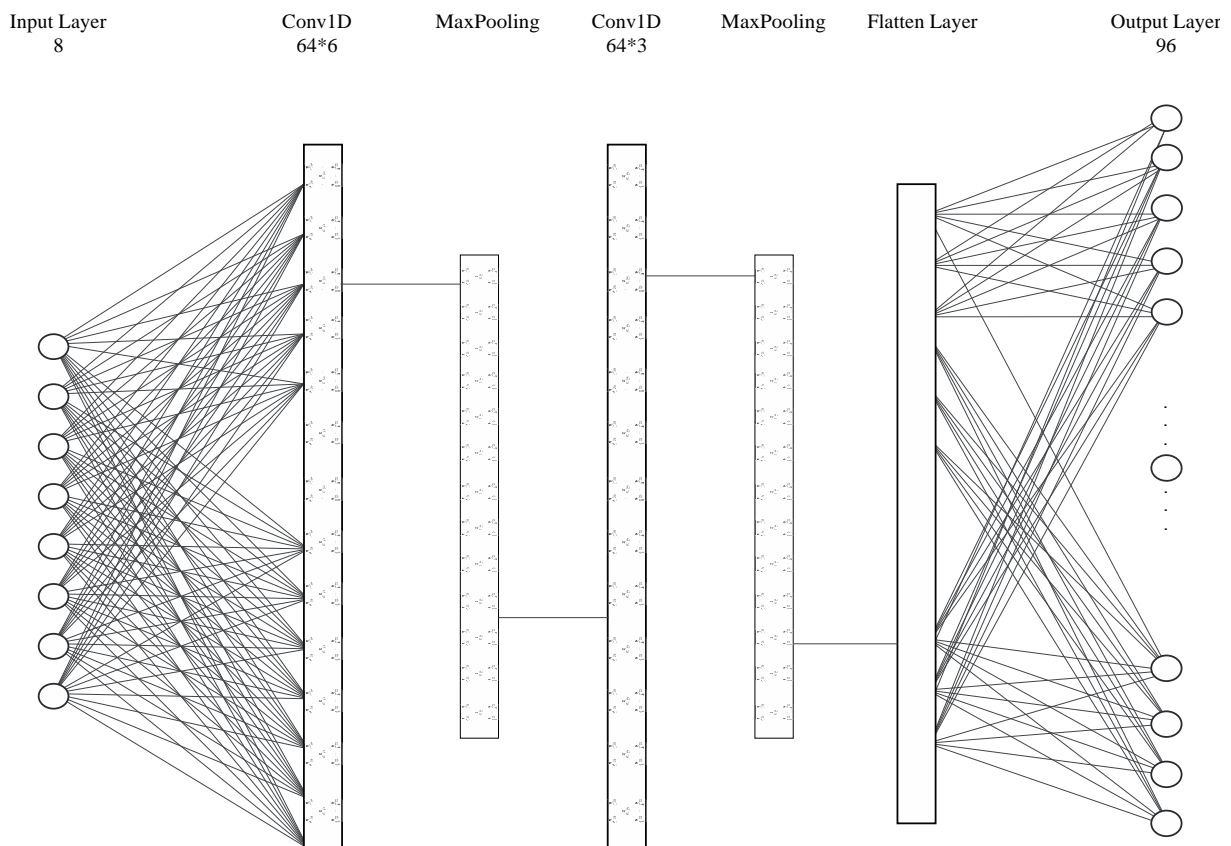 Input Layer
8
Conv1D
64*6
MaxPooling
Conv1D
64*3
MaxPooling
Flatten Layer
Output Layer
96